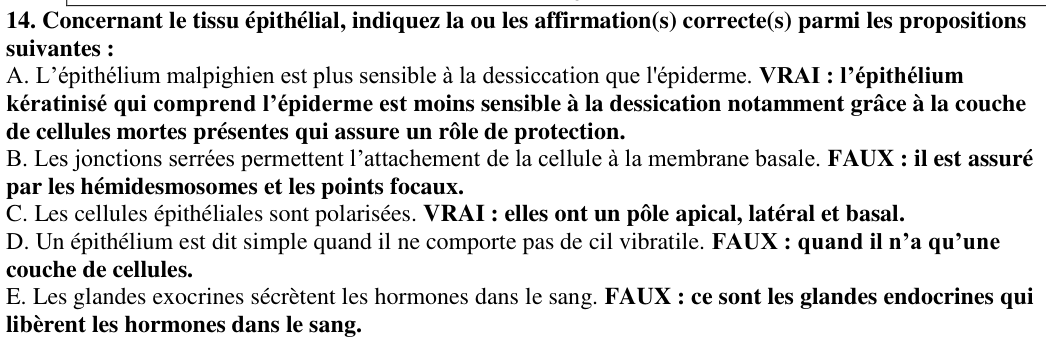 14. Concernant le tissu épithélial, indiquez la ou les affirmation(s) correcte(s) parmi les propositions
suivantes :
A. L’épithélium malpighien est plus sensible à la dessiccation que l'épiderme. VRAI : l’épithélium
kératinisé qui comprend l’épiderme est moins sensible à la dessication notamment grâce à la couche
de cellules mortes présentes qui assure un rôle de protection.
B. Les jonctions serrées permettent l’attachement de la cellule à la membrane basale. FAUX : il est assuré
par les hémidesmosomes et les points focaux.
C. Les cellules épithéliales sont polarisées. VRAI : elles ont un pôle apical, latéral et basal.
D. Un épithélium est dit simple quand il ne comporte pas de cil vibratile. FAUX : quand il n’a qu’une
couche de cellules.
E. Les glandes exocrines sécrètent les hormones dans le sang. FAUX : ce sont les glandes endocrines qui
libèrent les hormones dans le sang.